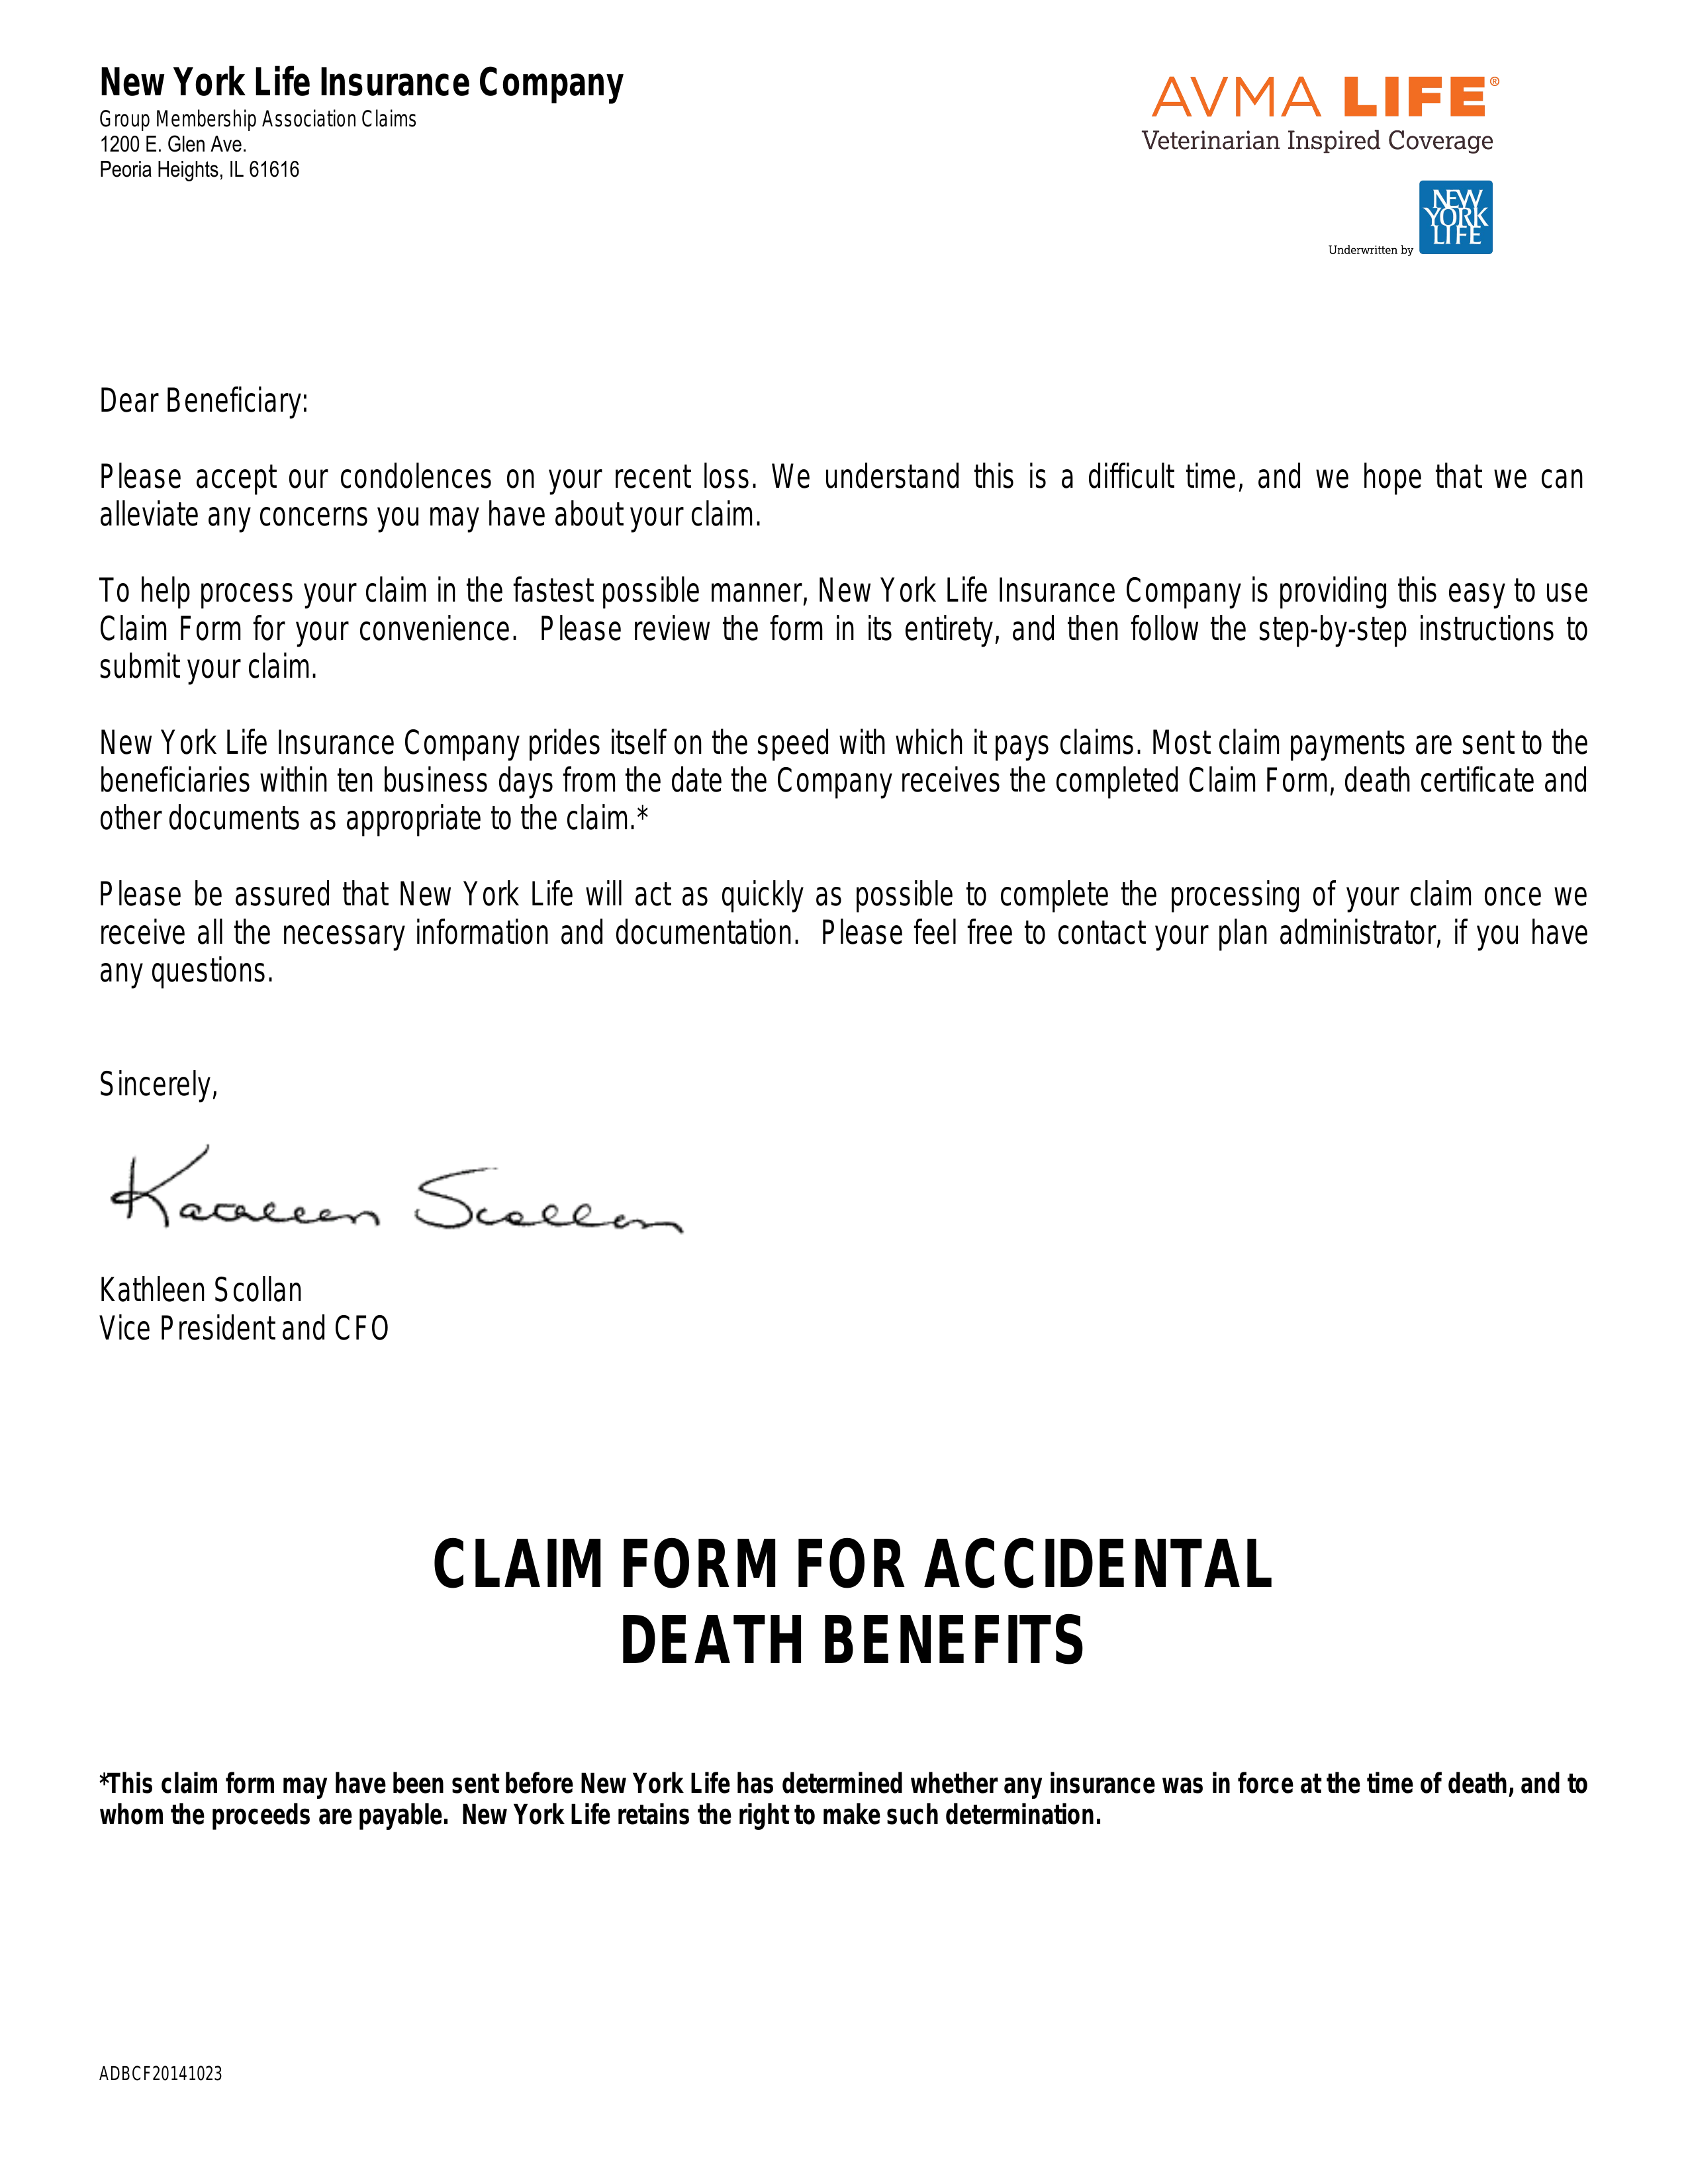 New York Life Insurance Company
Group Membership Association Claims
1200 E. Glen Ave.
Peoria Heights, IL 61616
AVMA LIFE®
Veterinarian Inspired Coverage
Underwritten by
NEW
YORK
LIFE
Dear Beneficiary:
Please accept our condolences on your recent loss. We understand this is a difficult time, and we hope that we can
alleviate any concerns you may have about your claim.
To help process your claim in the fastest possible manner, New York Life Insurance Company is providing this easy to use
Claim Form for your convenience. Please review the form in its entirety, and then follow the step-by-step instructions to
submit your claim.
New York Life Insurance Company prides itself on the speed with which it pays claims. Most claim payments are sent to the
beneficiaries within ten business days from the date the Company receives the completed Claim Form, death certificate and
other documents as appropriate to the claim.*
Please be assured that New York Life will act as quickly as possible to complete the processing of your claim once we
receive all the necessary information and documentation. Please feel free to contact your plan administrator, if you have
any questions.
Sincerely,
Kathleen Scollan
Kathleen Scollan
Vice President and CFO
CLAIM FORM FOR ACCIDENTAL
DEATH BENEFITS
*This claim form may have been sent before New York Life has determined whether any insurance was in force at the time of death, and to
whom the proceeds are payable. New York Life retains the right to make such determination.
ADBCF20141023